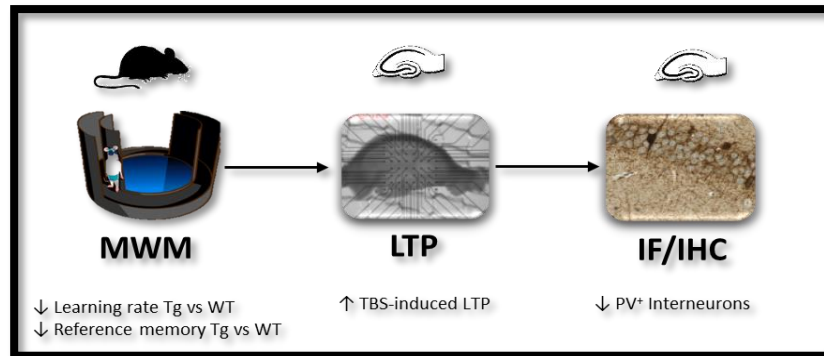 MWM
LTP
IF/IHC
↓ Learning rate Tg vs WT
↓ Reference memory Tg vs WT
↑ TBS-induced LTP
↓ PV⁺ Interneurons